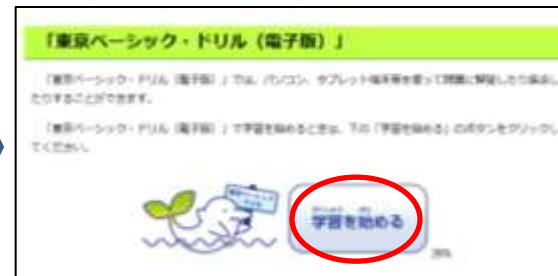 「東京ベーシック・ドリル（電子版）」
「東京ベーシック・ドリル（電子版）」では、パソコン、タブレット端末等を使って問題に解答したり
たりすることができます。
「東京ベーシック・ドリル（電子版）」で学習を始めるときは、下の「学習を始める」のボタンをクリックし
てください。
学習を始める